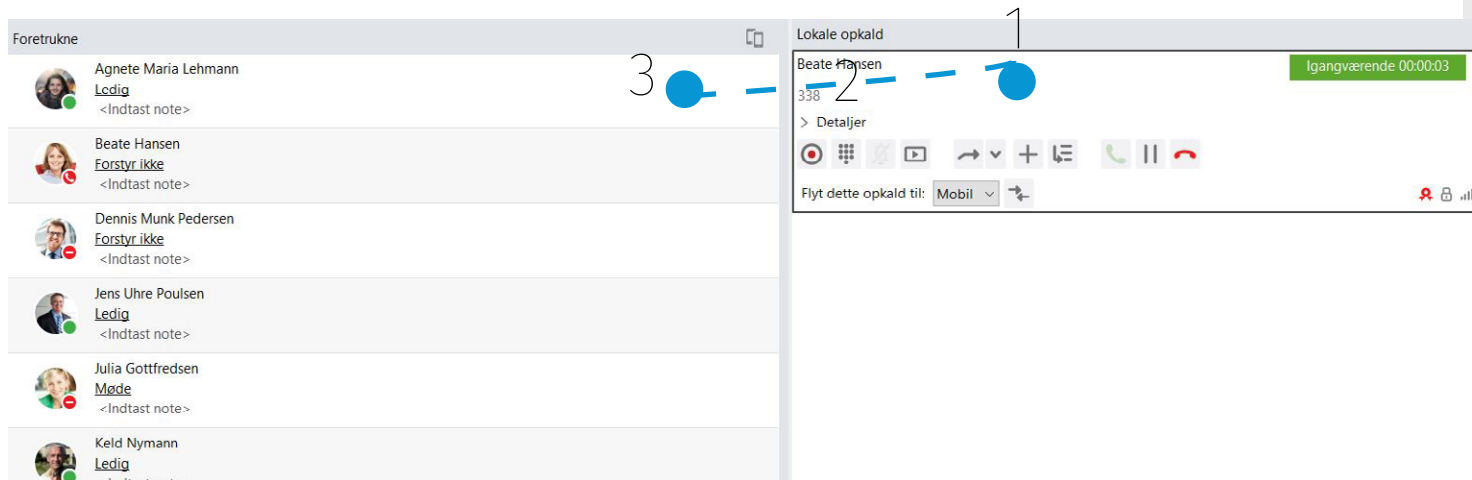 Foretrukne
Agnete Maria Lehmann
Ledig
<Indtast note>
Beate Hansen
Forstyr ikke
<Indtast note>
Dennis Munk Pedersen
Forstyr ikke
<Indtast note>
Jens Uhre Poulsen
Ledig
<Indtast note>
Julia Gottfredsen
Møde
<Indtast note>
Keld Nymann
Ledig
3
1
Lokale opkald
Beate Hansen
Igangværende 00:00:03
2
338
> Detaljer
Flyt dette opkald til: Mobil